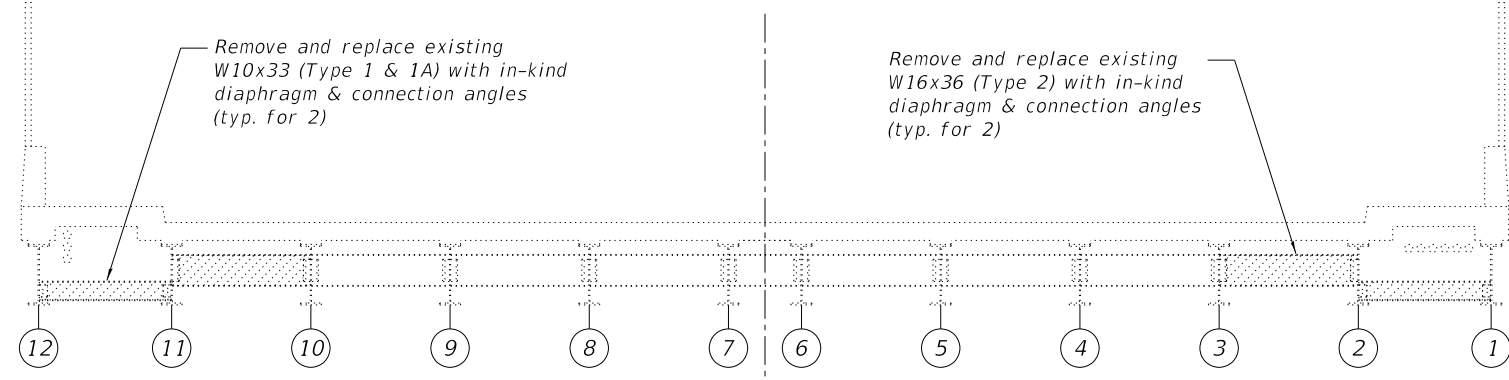 Remove and replace existing
W10x33 (Type 1 & 1A) with in-kind
diaphragm & connection angles
(typ. for 2)
Remove and replace existing
W16x36 (Type 2) with in-kind
diaphragm & connection angles
(typ. for 2)
12 11 10 9 8 7 6 5 4 3 2 1